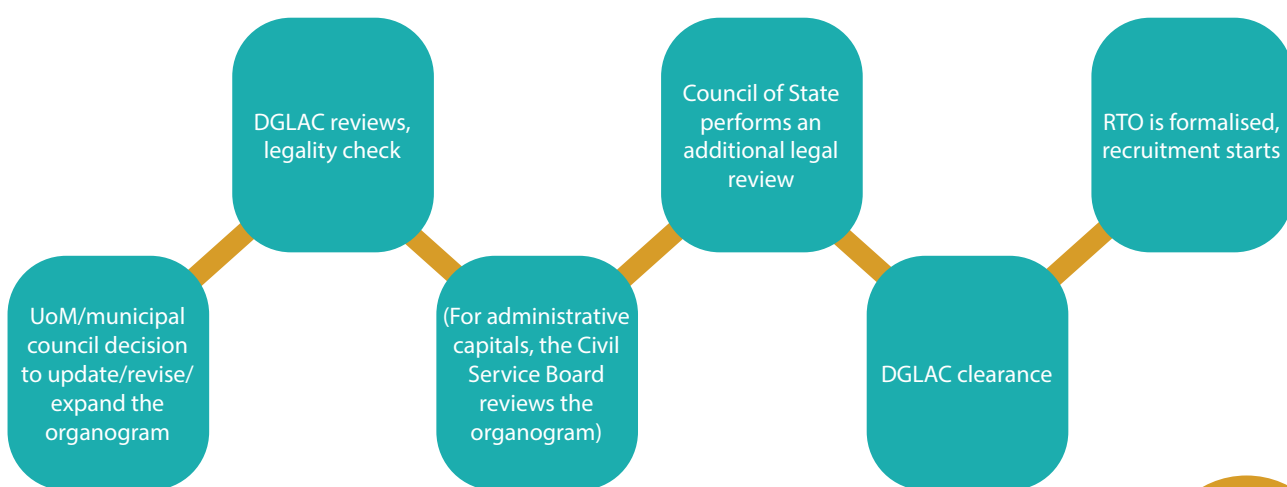 UoM/municipal
council decision
to update/revise/
expand the
organogram
DGLAC reviews,
legality check
(For administrative
capitals, the Civil
Service Board
reviews the
organogram)
Council of State
performs an
additional legal
review
DGLAC clearance
RTO is formalised,
recruitment starts